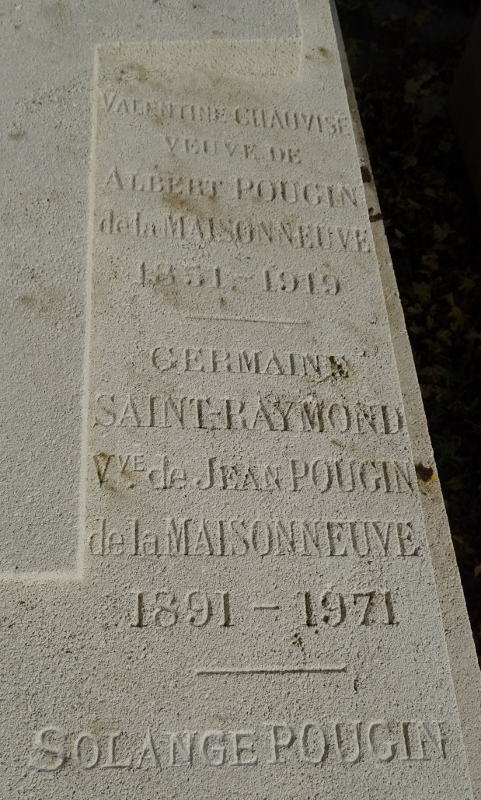 VALENTINE CHAUVISÉ
VEUVE DE
ALBERT POUGIN
de la MAISONNEUVE
1851 - 1919
GERMAINE
SAINT-RAYMOND
VVE. de JEAN POUGIN
de la MAISONNEUVE
1891 - 1971
SOLANGE POUGIN